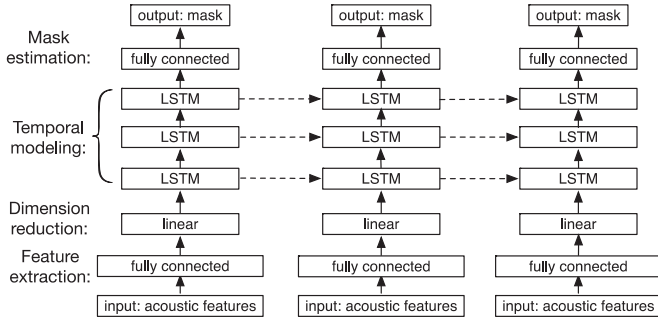 output: mask output: mask output: mask
Mask
estimation:
fully connected fully connected fully connected
LSTM LSTM LSTM
Temporal
modeling:
LSTM LSTM LSTM
LSTM LSTM LSTM
Dimension
reduction:
linear linear linear
Feature
extraction:
fully connected fully connected fully connected
input: acoustic features input: acoustic features input: acoustic features